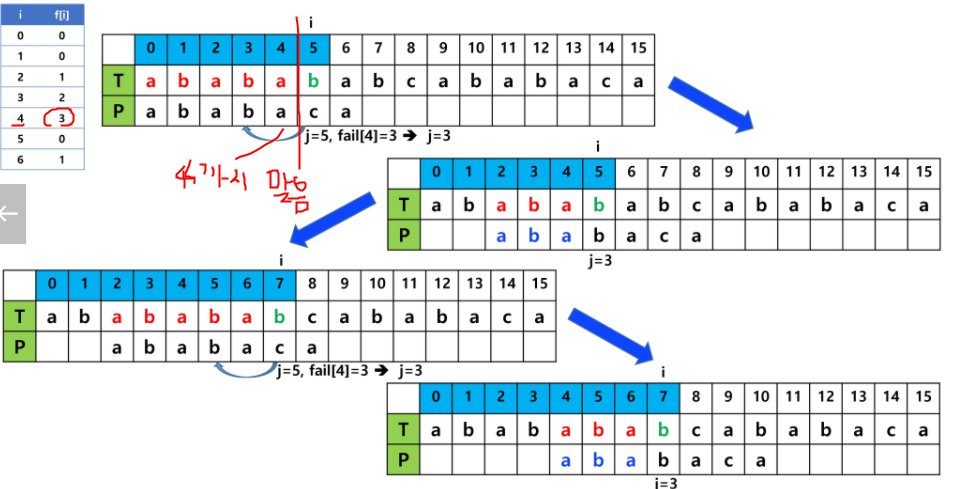 i f[i]
0 0
1 0
2 1
3 2
4 3
5 0
6 1
i
0 1 2 3 4 5 6 7 8 9 10 11 12 13 14 15
T a b a b a b a b c a b a b a c a
P a b a b a c a
j=5, fail[4]=3 ➔ j=3
4까지
i
0 1 2 3 4 5 6 7 8 9 10 11 12 13 14 15
T a b a b a b a b c a b a b a c a
P a b a b a c a
j=3
i
0 1 2 3 4 5 6 7 8 9 10 11 12 13 14 15
T a b a b a b a b c a b a b a c a
P a b a b a c a
j=5, fail[4]=3 ➔ j=3
i
0 1 2 3 4 5 6 7 8 9 10 11 12 13 14 15
T a b a b a b a b c a b a b a c a
P a b a b a c a
i=3